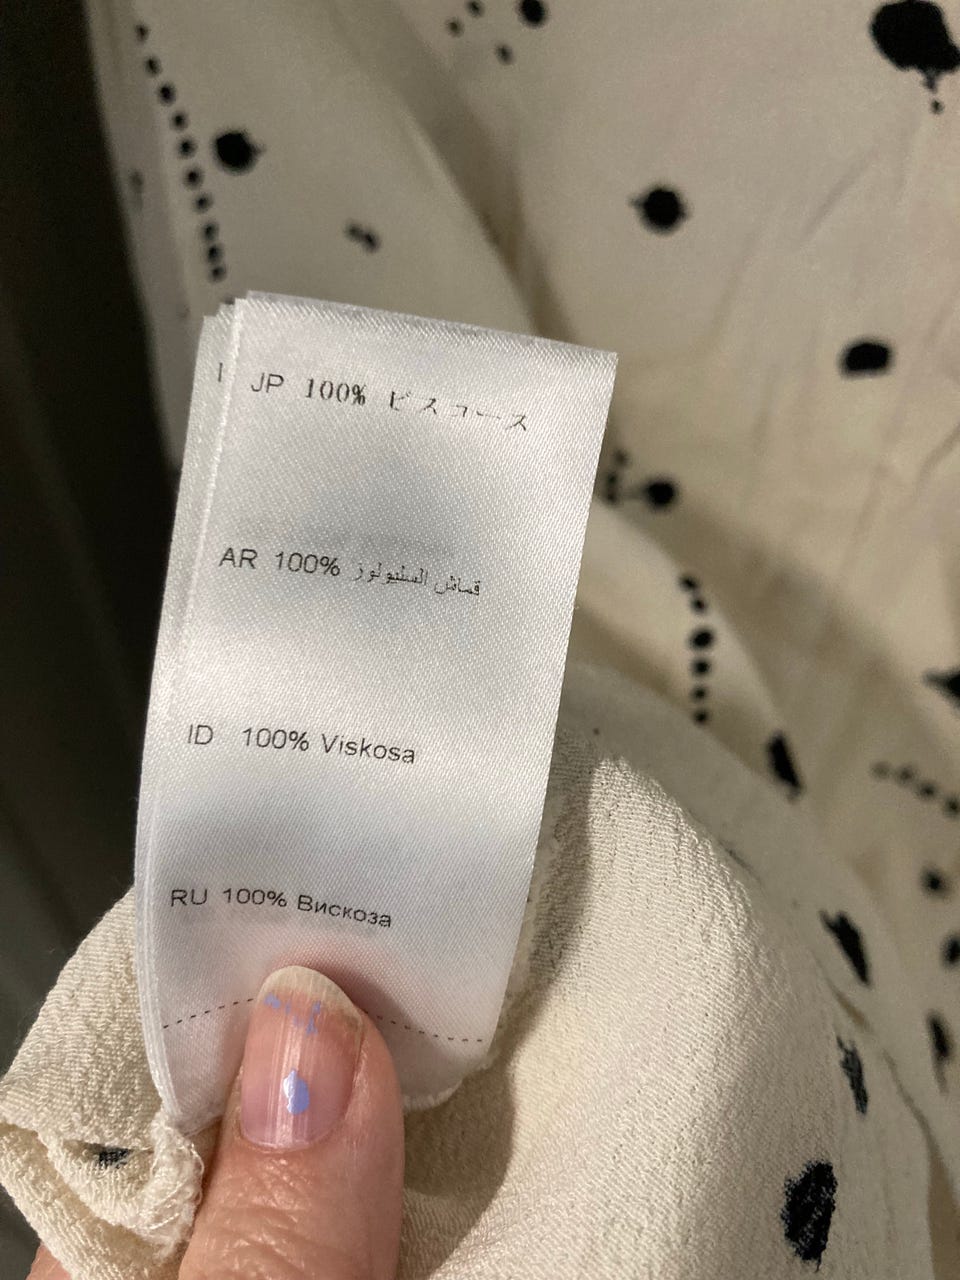 JP 100% ビスコース
AR 100% قماش السليولوز
ID 100% Viskosa
RU 100% Вискоза